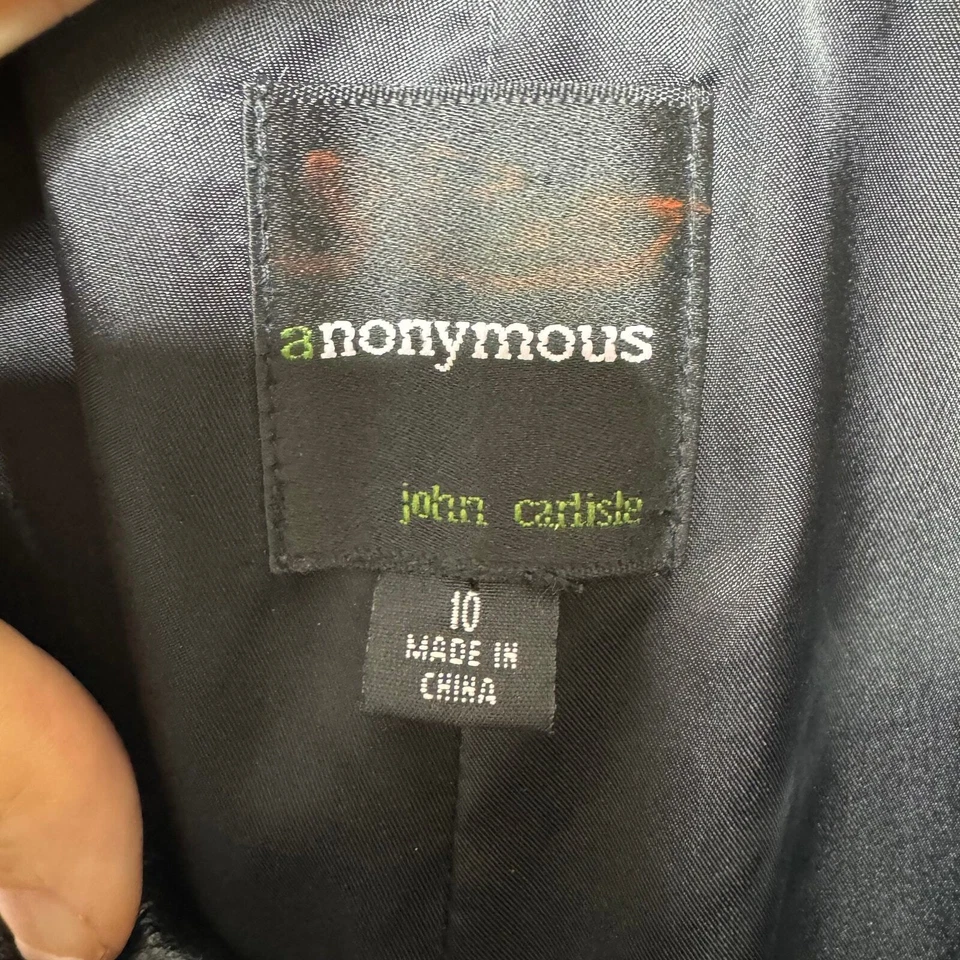 anonymous
john carlisle
10
MADE IN
CHINA